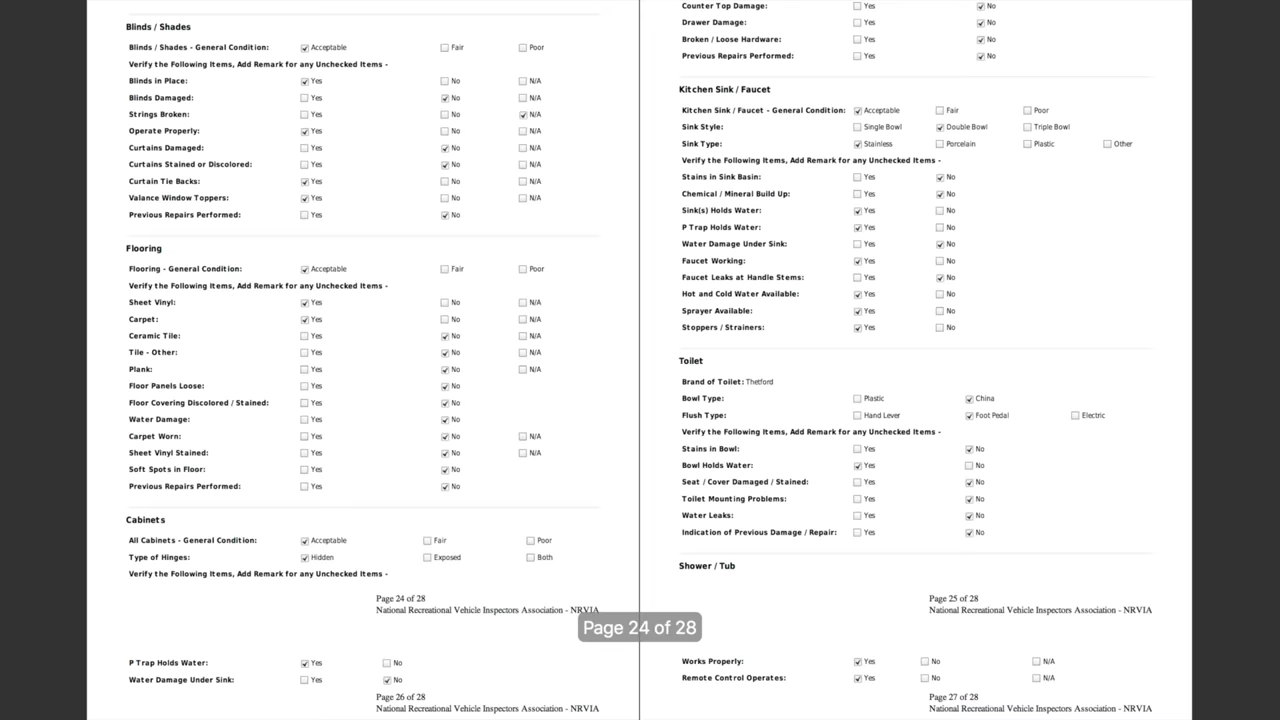 Blinds / Shades
Blinds / Shades - General Condition: Acceptable Fair Poor
Verify the Following Items, Add Remark for any Unchecked Items -
Blinds in Place: Yes No N/A
Blinds Damaged: Yes No N/A
Strings Broken: Yes No N/A
Operate Properly: Yes No N/A
Curtains Damaged: Yes No N/A
Curtains Stained or Discolored: Yes No N/A
Curtain Tie Backs: Yes No N/A
Valance Window Toppers: Yes No N/A
Previous Repairs Performed: Yes No
Flooring
Flooring - General Condition: Acceptable Fair Poor
Verify the Following Items, Add Remark for any Unchecked Items -
Sheet Vinyl: Yes No N/A
Carpet: Yes No N/A
Ceramic Tile: Yes No N/A
Tile - Other: Yes No N/A
Plank: Yes No N/A
Floor Panels Loose: Yes No
Floor Covering Discolored / Stained: Yes No
Water Damage: Yes No
Carpet Worn: Yes No N/A
Sheet Vinyl Stained: Yes No N/A
Soft Spots in Floor: Yes No
Previous Repairs Performed: Yes No
Cabinets
All Cabinets - General Condition: Acceptable Fair Poor
Type of Hinges: Hidden Exposed Both
Verify the Following Items, Add Remark for any Unchecked Items -
Page 24 of 28
National Recreational Vehicle Inspectors Association - NRVIA
P Trap Holds Water: Yes No
Water Damage Under Sink: Yes No
Page 26 of 28
National Recreational Vehicle Inspectors Association - NRVIA
Counter Top Damage: Yes No
Drawer Damage: Yes No
Broken / Loose Hardware: Yes No
Previous Repairs Performed: Yes No
Kitchen Sink / Faucet
Kitchen Sink / Faucet - General Condition: Acceptable Fair Poor
Sink Style: Single Bowl Double Bowl Triple Bowl
Sink Type: Stainless Porcelain Plastic Other
Verify the Following Items, Add Remark for any Unchecked Items -
Stains in Sink Basin: Yes No
Chemical / Mineral Build Up: Yes No
Sink(s) Holds Water: Yes No
P Trap Holds Water: Yes No
Water Damage Under Sink: Yes No
Faucet Working: Yes No
Faucet Leaks at Handle Stems: Yes No
Hot and Cold Water Available: Yes No
Sprayer Available: Yes No
Stoppers / Strainers: Yes No
Toilet
Brand of Toilet: Thetford
Bowl Type: Plastic China
Flush Type: Hand Lever Foot Pedal Electric
Verify the Following Items, Add Remark for any Unchecked Items -
Stains in Bowl: Yes No
Bowl Holds Water: Yes No
Seat / Cover Damaged / Stained: Yes No
Toilet Mounting Problems: Yes No
Water Leaks: Yes No
Indication of Previous Damage / Repair: Yes No
Shower / Tub
Page 25 of 28
National Recreational Vehicle Inspectors Association - NRVIA
Works Properly: Yes No N/A
Remote Control Operates: Yes No N/A
Page 27 of 28
National Recreational Vehicle Inspectors Association - NRVIA
Page 24 of 28